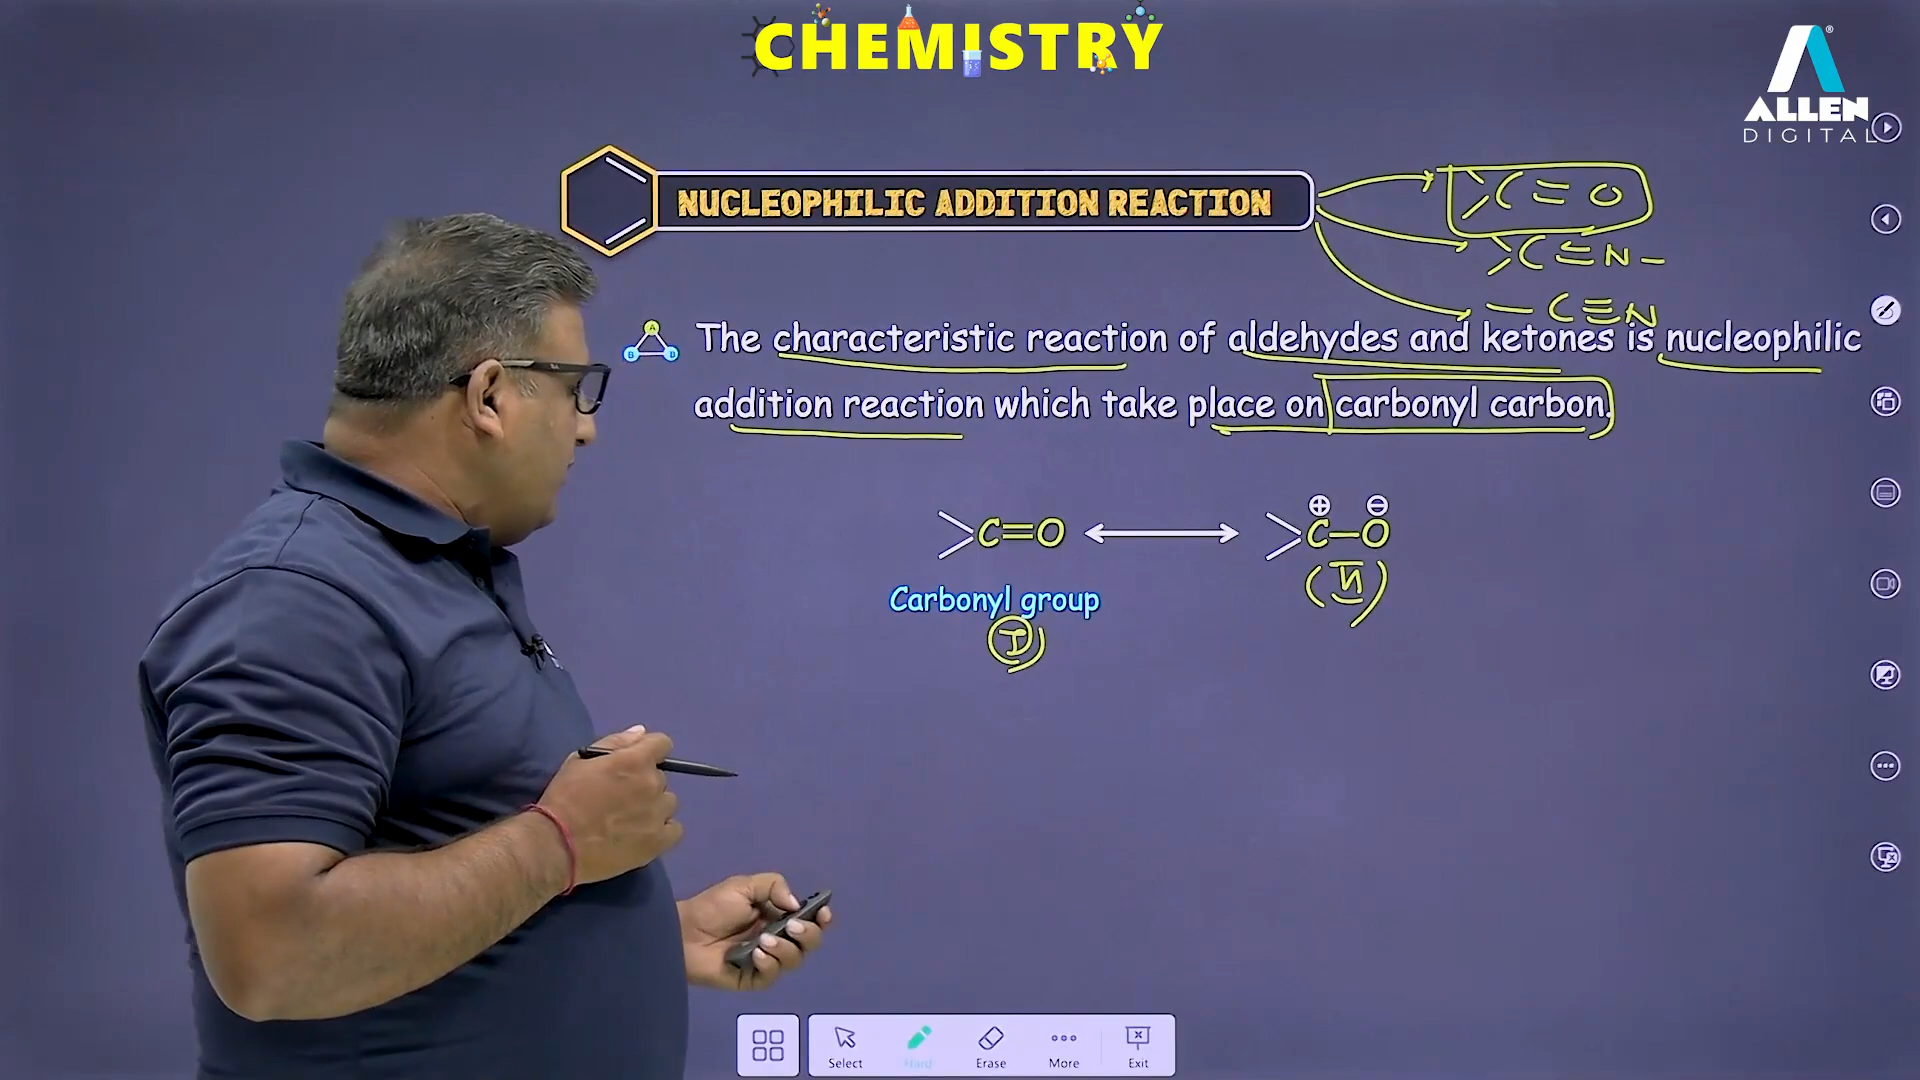 CHEMISTRY
ALLEN
DIGITAL
NUCLEOPHILIC ADDITION REACTION
>C=O
>C=N-
-C≡N
The characteristic reaction of aldehydes and ketones is nucleophilic
addition reaction which take place on carbonyl carbon.
>C=O ⟷ >C–O
⊕ ⊖
Carbonyl group
(I)
(II)
Select
Hard
Erase
More
Exit